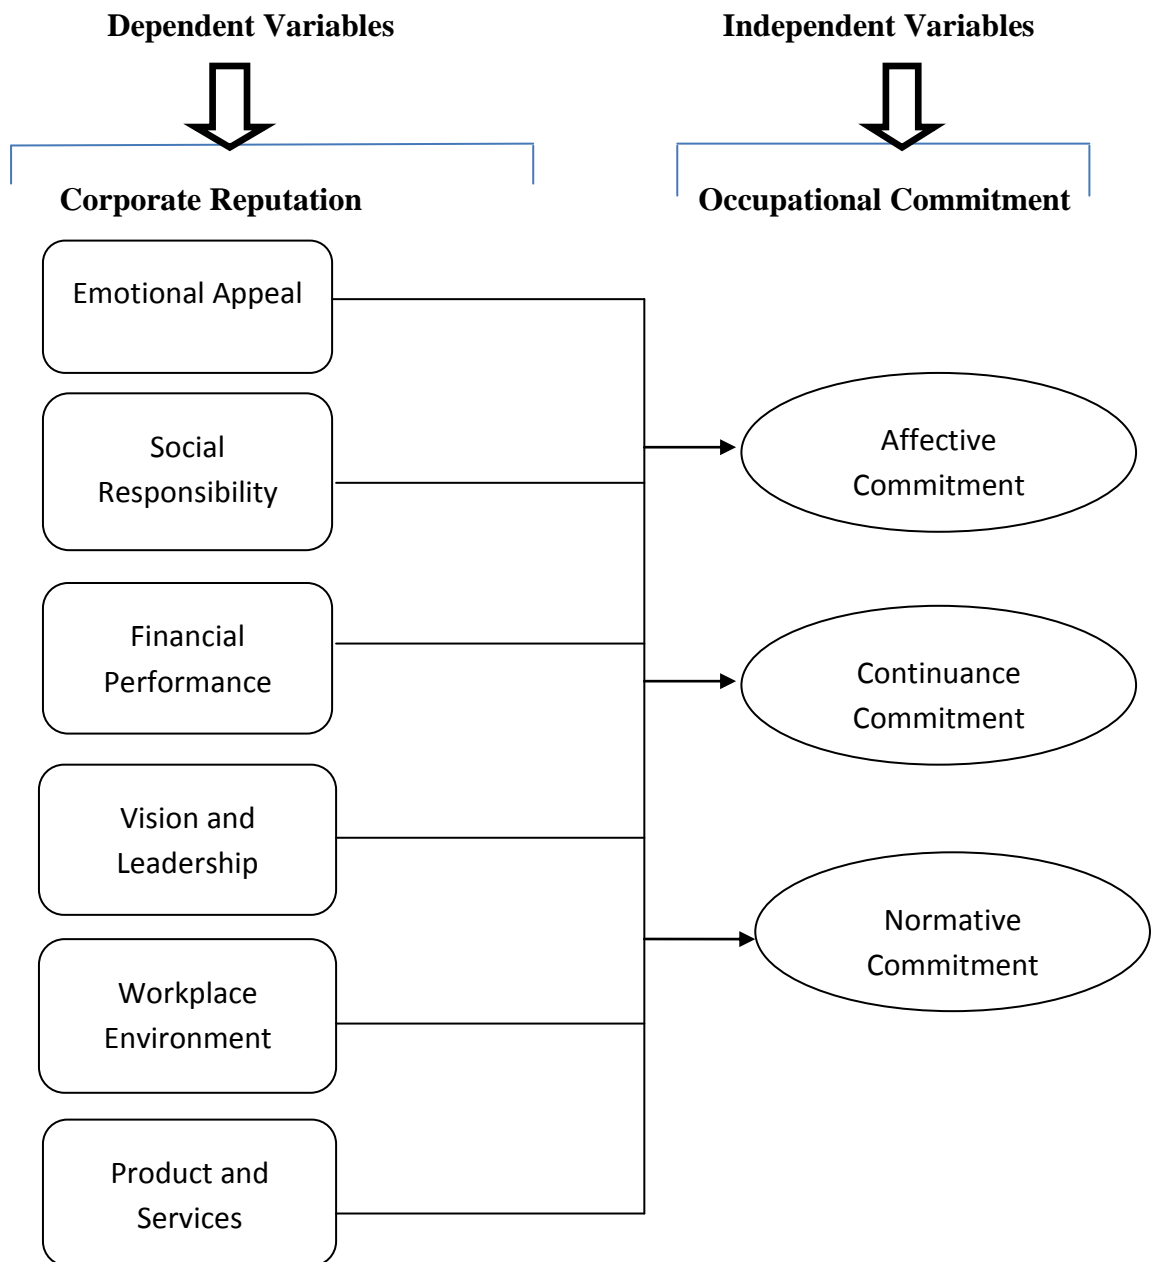 Dependent Variables
Independent Variables
Corporate Reputation
Occupational Commitment
Emotional Appeal
Social
Responsibility
Financial
Performance
Vision and
Leadership
Workplace
Environment
Product and
Services
Affective
Commitment
Continuance
Commitment
Normative
Commitment